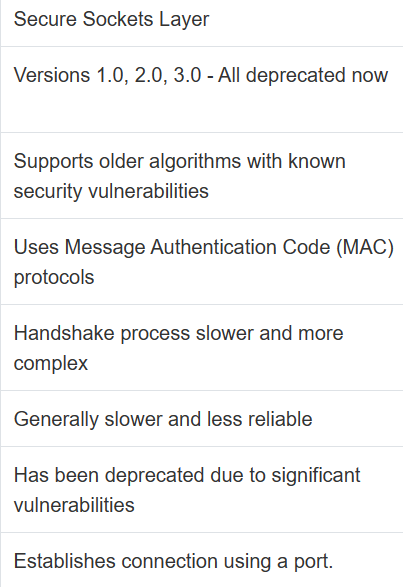 Secure Sockets Layer
Versions 1.0, 2.0, 3.0 - All deprecated now
Supports older algorithms with known
security vulnerabilities
Uses Message Authentication Code (MAC)
protocols
Handshake process slower and more
complex
Generally slower and less reliable
Has been deprecated due to significant
vulnerabilities
Establishes connection using a port.